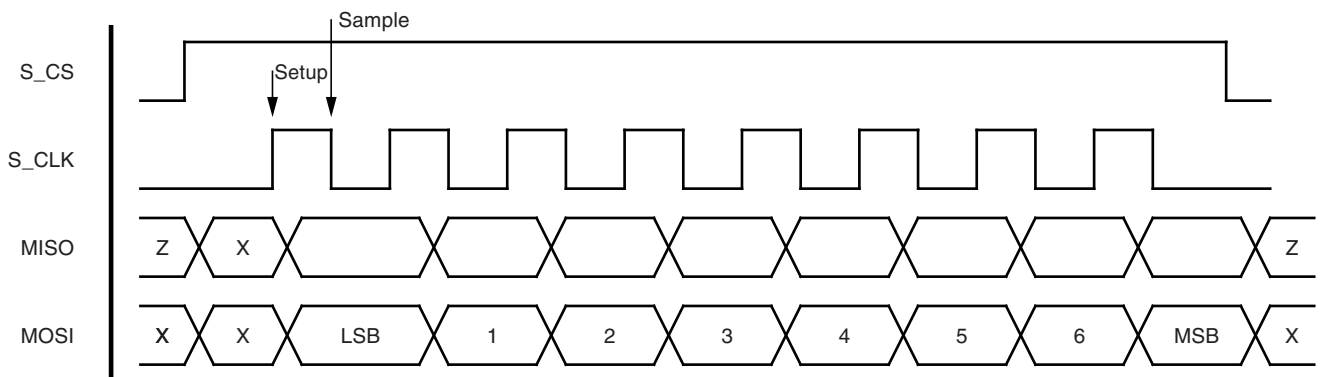 Sample
Setup
S_CS
S_CLK
MISO Z X Z
MOSI X X LSB 1 2 3 4 5 6 MSB X